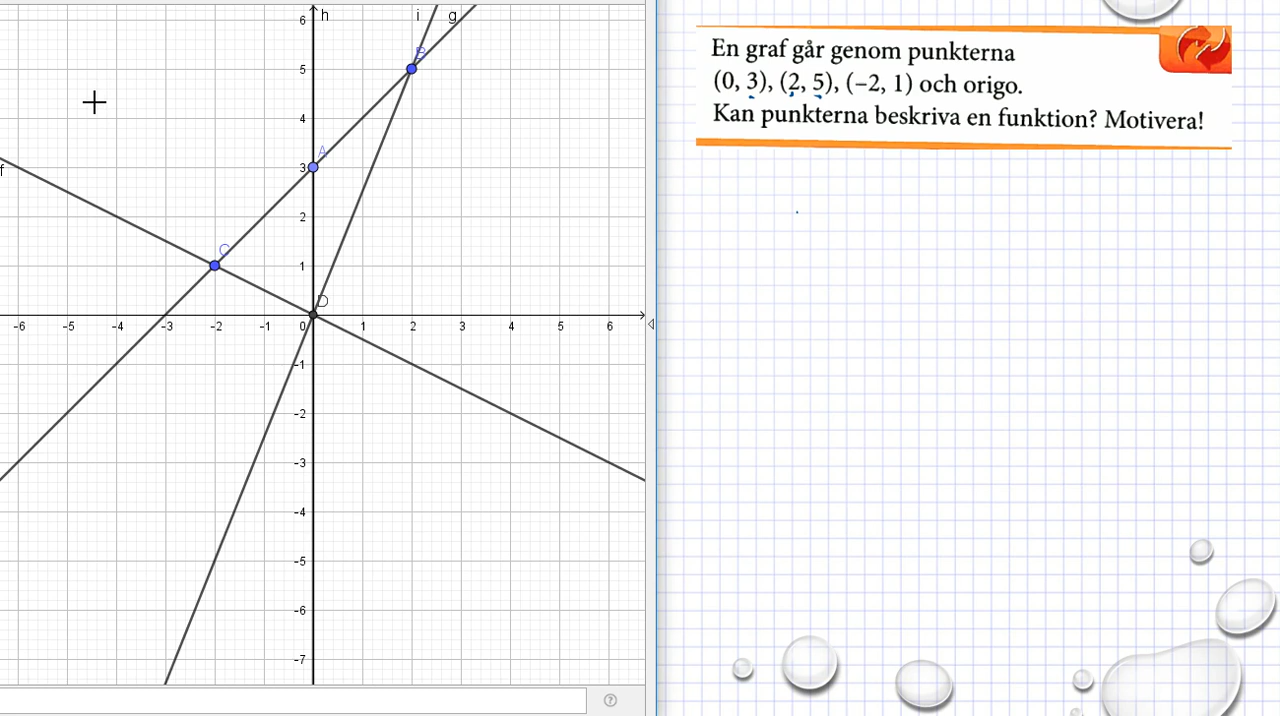 h
i
g
6
B
5
4
A
f
3
2
C
1
D
-6 -5 -4 -3 -2 -1 0 1 2 3 4 5 6
-1
-2
-3
-4
-5
-6
-7
En graf går genom punkterna
(0, 3), (2, 5), (−2, 1) och origo.
Kan punkterna beskriva en funktion? Motivera!